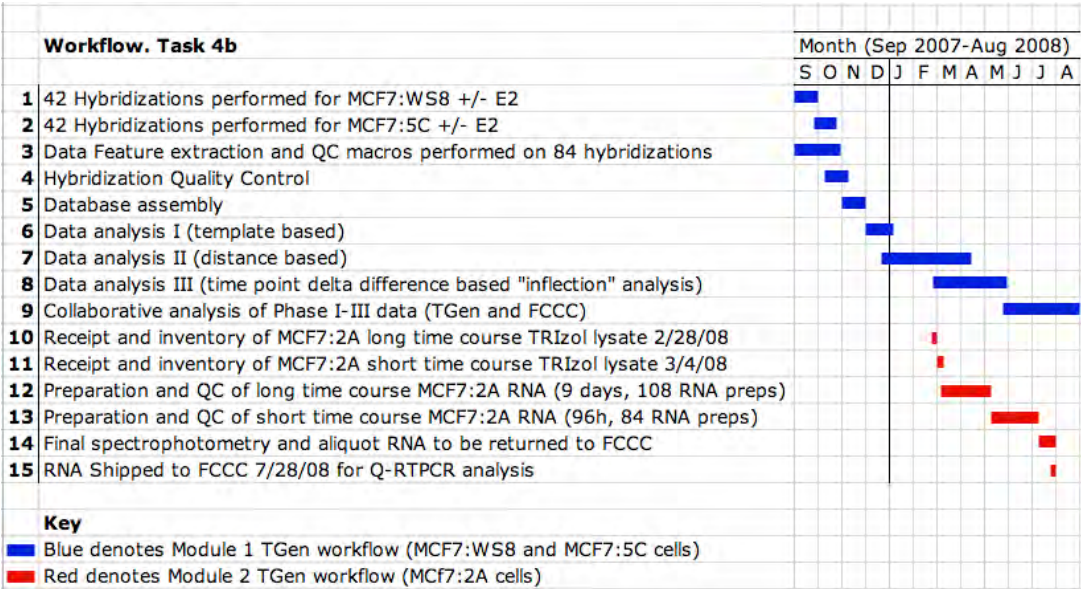 Workflow. Task 4b
Month (Sep 2007-Aug 2008)
S O N D J F M A M J J A
1 42 Hybridizations performed for MCF7:WS8 +/- E2
2 42 Hybridizations performed for MCF7:5C +/- E2
3 Data Feature extraction and QC macros performed on 84 hybridizations
4 Hybridization Quality Control
5 Database assembly
6 Data analysis I (template based)
7 Data analysis II (distance based)
8 Data analysis III (time point delta difference based "inflection" analysis)
9 Collaborative analysis of Phase I-III data (TGen and FCCC)
10 Receipt and inventory of MCF7:2A long time course TRIzol lysate 2/28/08
11 Receipt and inventory of MCF7:2A short time course TRIzol lysate 3/4/08
12 Preparation and QC of long time course MCF7:2A RNA (9 days, 108 RNA preps)
13 Preparation and QC of short time course MCF7:2A RNA (96h, 84 RNA preps)
14 Final spectrophotometry and aliquot RNA to be returned to FCCC
15 RNA Shipped to FCCC 7/28/08 for Q-RTPCR analysis
Key
Blue denotes Module 1 TGen workflow (MCF7:WS8 and MCF7:5C cells)
Red denotes Module 2 TGen workflow (MCf7:2A cells)